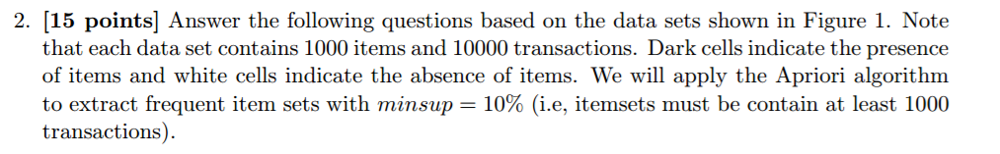 2. [15 points] Answer the following questions based on the data sets shown in Figure 1. Note
that each data set contains 1000 items and 10000 transactions. Dark cells indicate the presence
of items and white cells indicate the absence of items. We will apply the Apriori algorithm
to extract frequent item sets with minsup = 10% (i.e, itemsets must be contain at least 1000
transactions).